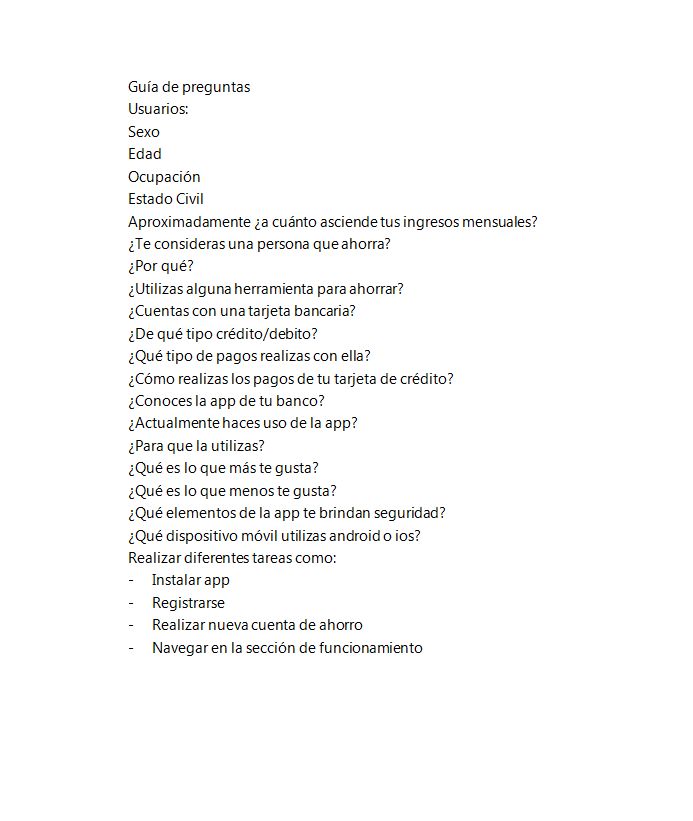 Guía de preguntas
Usuarios:
Sexo
Edad
Ocupación
Estado Civil
Aproximadamente ¿a cuánto asciende tus ingresos mensuales?
¿Te consideras una persona que ahorra?
¿Por qué?
¿Utilizas alguna herramienta para ahorrar?
¿Cuentas con una tarjeta bancaria?
¿De qué tipo crédito/debito?
¿Qué tipo de pagos realizas con ella?
¿Cómo realizas los pagos de tu tarjeta de crédito?
¿Conoces la app de tu banco?
¿Actualmente haces uso de la app?
¿Para que la utilizas?
¿Qué es lo que más te gusta?
¿Qué es lo que menos te gusta?
¿Qué elementos de la app te brindan seguridad?
¿Qué dispositivo móvil utilizas android o ios?
Realizar diferentes tareas como:
- Instalar app
- Registrarse
- Realizar nueva cuenta de ahorro
- Navegar en la sección de funcionamiento